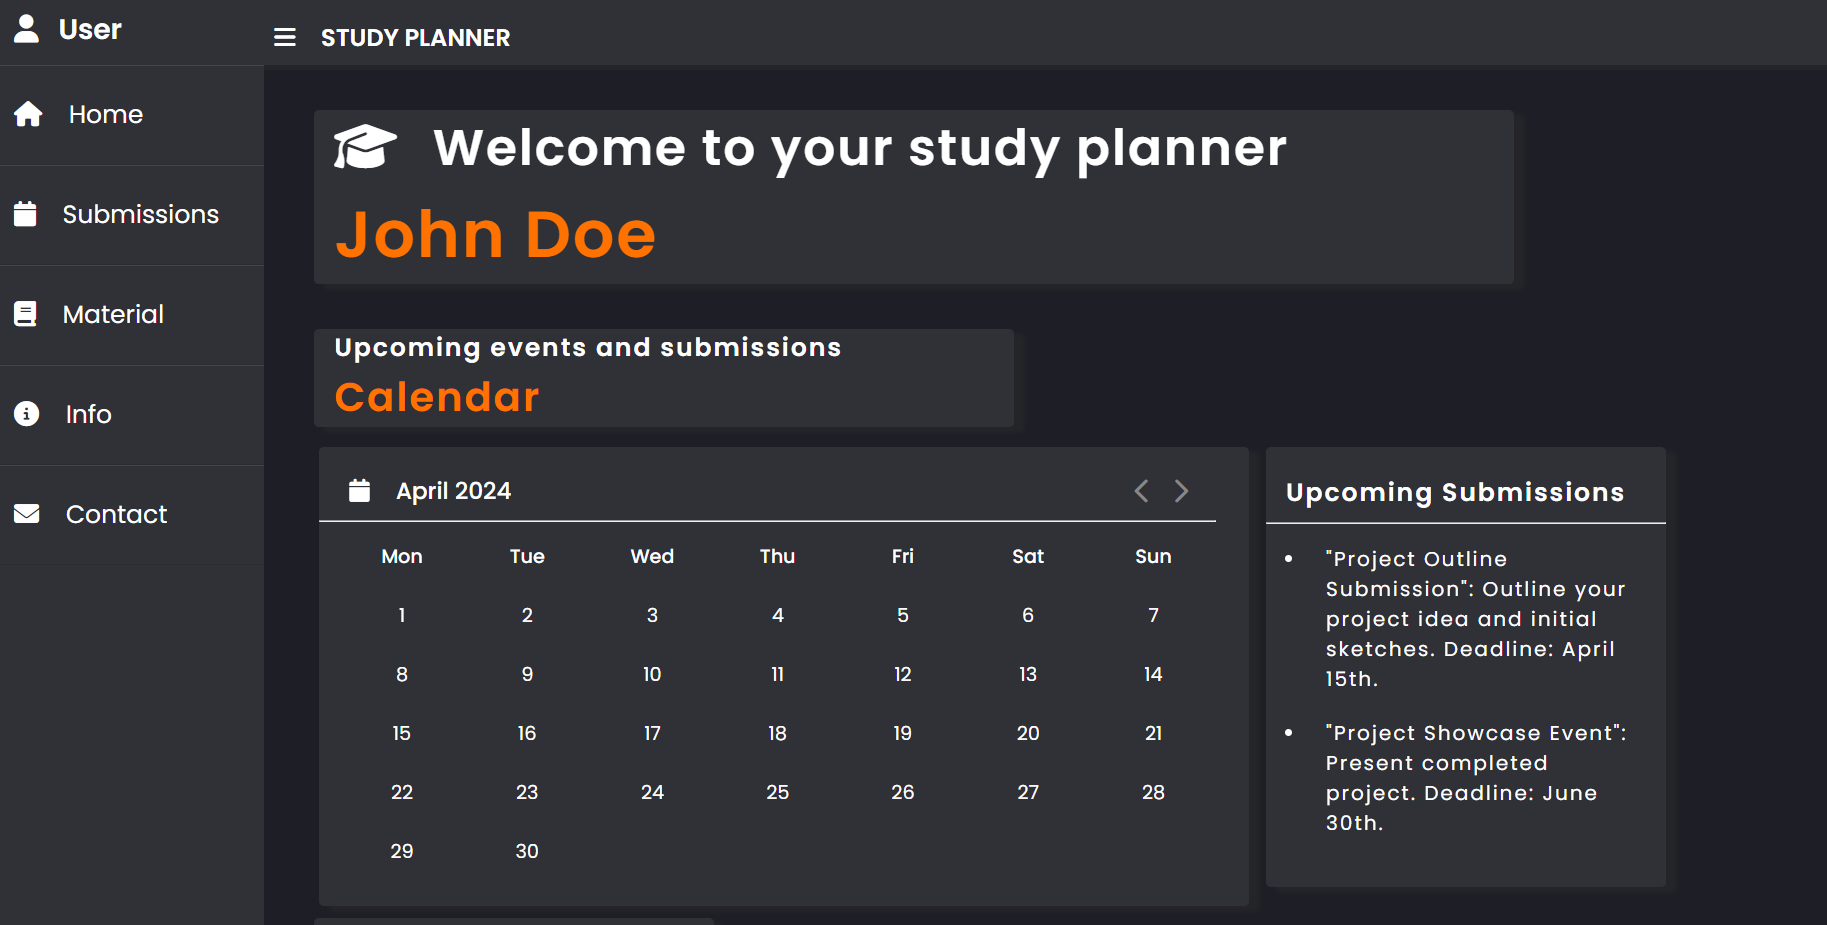 User
STUDY PLANNER
Home
Submissions
Material
Info
Contact
Welcome to your study planner
John Doe
Upcoming events and submissions
Calendar
April 2024
Mon Tue Wed Thu Fri Sat Sun
1 2 3 4 5 6 7
8 9 10 11 12 13 14
15 16 17 18 19 20 21
22 23 24 25 26 27 28
29 30
Upcoming Submissions
• "Project Outline
Submission": Outline your
project idea and initial
sketches. Deadline: April
15th.
• "Project Showcase Event":
Present completed
project. Deadline: June
30th.